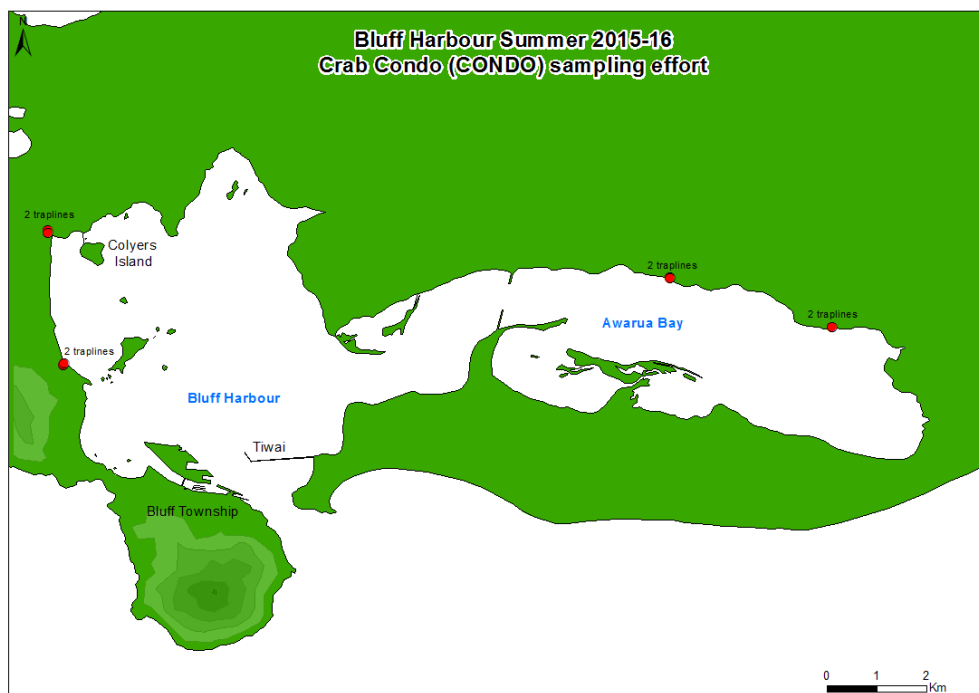 N
Bluff Harbour Summer 2015-16
Crab Condo (CONDO) sampling effort
2 traplines
Colyers
Island
2 traplines
2 traplines
Awarua Bay
2 traplines
Bluff Harbour
Tiwai
Bluff Township
0 1 2
Km